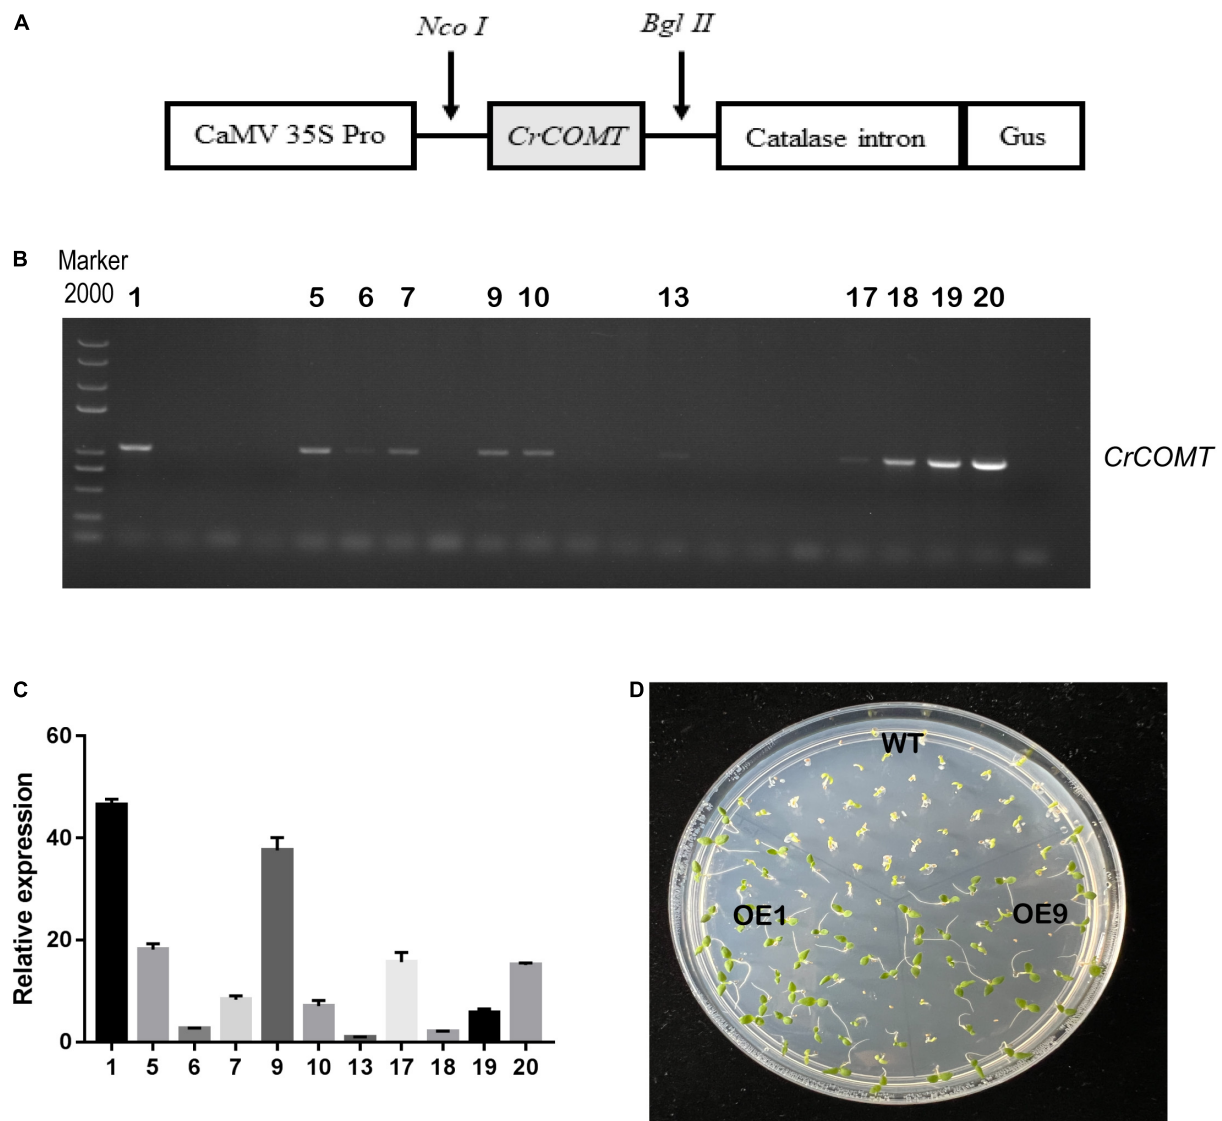 A
Nco I
Bgl II
CaMV 35S Pro
CrCOMT
Catalase intron
Gus
B
Marker
2000 1 5 6 7 9 10 13 17 18 19 20
CrCOMT
C
Relative expression
60
40
20
0
1 5 6 7 9 10 13 17 18 19 20
D
WT
OE1
OE9